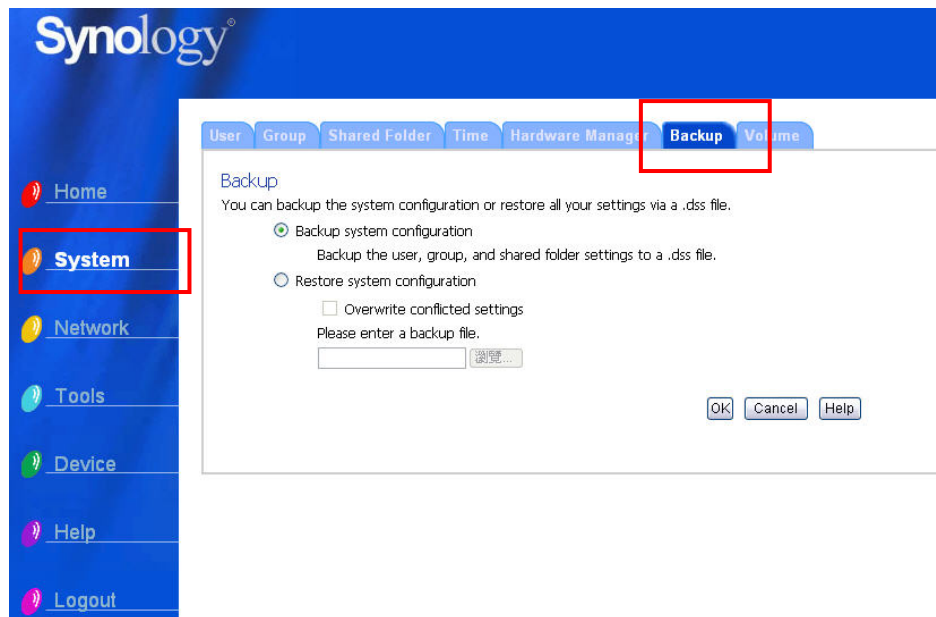 Synology®
User Group Shared Folder Time Hardware Manager Backup Volume
Home
System
Network
Tools
Device
Help
Logout
Backup
You can backup the system configuration or restore all your settings via a .dss file.
Backup system configuration
Backup the user, group, and shared folder settings to a .dss file.
Restore system configuration
Overwrite conflicted settings
Please enter a backup file.
瀏覽...
OK Cancel Help